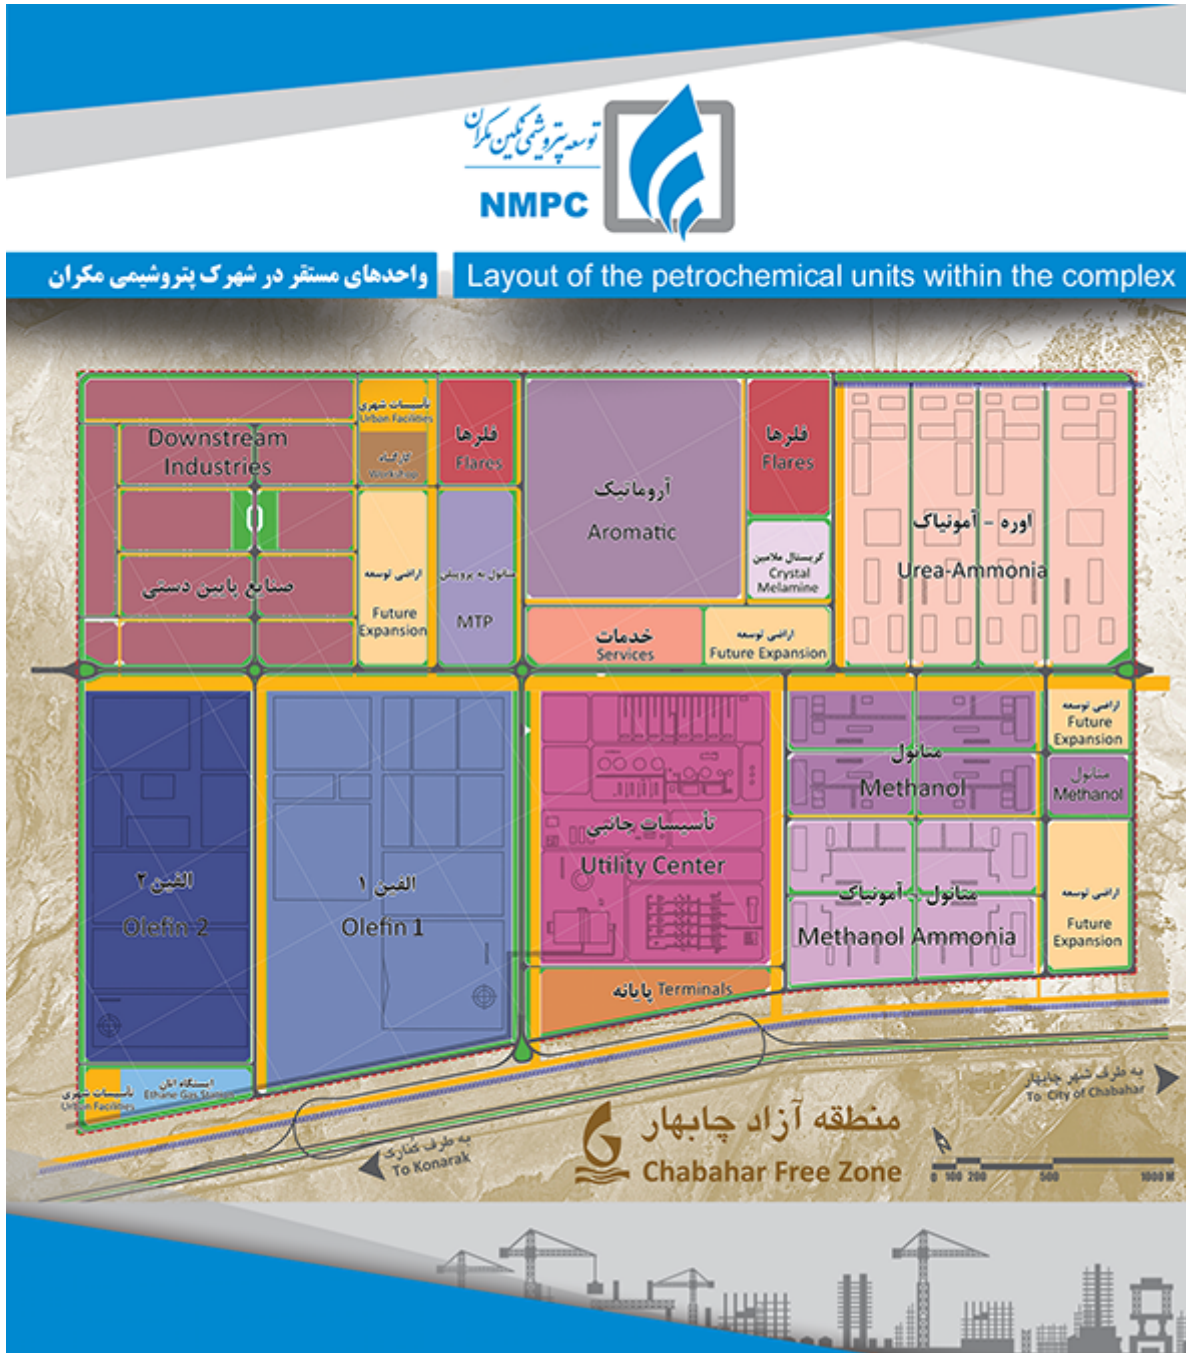 توسعه پتروشیمی نگین مکران
NMPC
واحدهای مستقر در شهرک پتروشیمی مکران
Layout of the petrochemical units within the complex
Downstream
Industries
صنایع پایین دستی
تأسیسات شهری
Urban Facilities
کارگاه
Workshop
فلرها
Flares
اراضی توسعه
Future
Expansion
متانول به پروپیلن
MTP
آروماتیک
Aromatic
فلرها
Flares
کریستال ملامین
Crystal
Melamine
خدمات
Services
اراضی توسعه
Future Expansion
اوره - آمونیاک
Urea-Ammonia
الفین ۲
Olefin 2
الفین ۱
Olefin 1
تأسیسات جانبی
Utility Center
پایانه Terminals
متانول
Methanol
اراضی توسعه
Future
Expansion
متانول
Methanol
متانول - آمونیاک
Methanol Ammonia
اراضی توسعه
Future
Expansion
تأسیسات شهری
Urban Facilities
ایستگاه اتان
Ethane Gas Station
به طرف کنارک
To Konarak
به طرف شهر چابهار
To City of Chabahar
منطقه آزاد چابهار
Chabahar Free Zone
0 100 200 500 1000 M